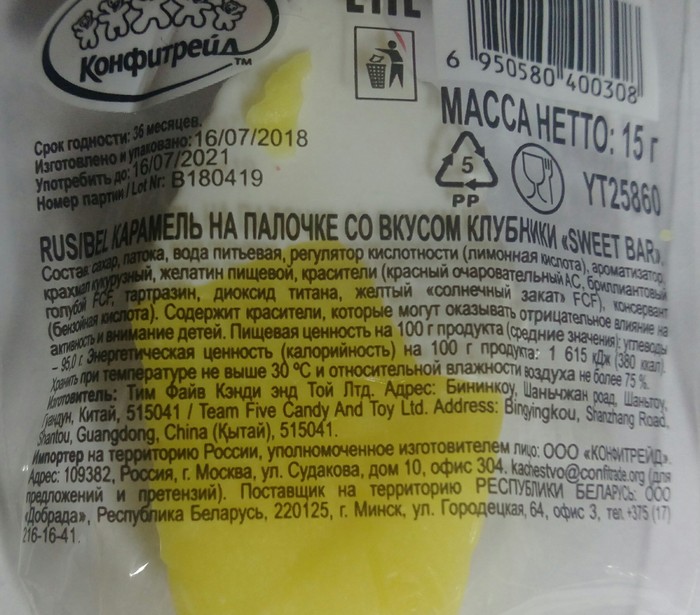 Конфитрейд™
ЕАС
6 950580 400308
МАССА НЕТТО: 15 г
5
PP
YT25860
Срок годности: 36 месяцев.
Изготовлено и упаковано: 16/07/2018
Употребить до: 16/07/2021
Номер партии / Lot Nr: B180419
RUSIBEL КАРАМЕЛЬ НА ПАЛОЧКЕ СО ВКУСОМ КЛУБНИКИ «SWEET BAR».
Состав: сахар, патока, вода питьевая, регулятор кислотности (лимонная кислота), ароматизатор,
крахмал кукурузный, желатин пищевой, красители (красный очаровательный АС, бриллиантовый
голубой FCF, тартразин, диоксид титана, желтый «солнечный закат» FCF), консервант
(бензойная кислота). Содержит красители, которые могут оказывать отрицательное влияние на
активность и внимание детей. Пищевая ценность на 100 г продукта (средние значения): углеводы
– 95,0 г. Энергетическая ценность (калорийность) на 100 г продукта: 1 615 кДж (380 ккал).
Хранить при температуре не выше 30 °С и относительной влажности воздуха не более 75 %.
Изготовитель: Тим Файв Кэнди энд Той Лтд. Адрес: Бининкоу, Шаньчжан роад, Шаньтоу,
Гуандун, Китай, 515041 / Team Five Candy And Toy Ltd. Address: Bingyingkou, Shanzhang Road,
Shantou, Guangdong, China (Қытай), 515041.
Импортер на территорию России, уполномоченное изготовителем лицо: ООО «КОНФИТРЕЙД».
Адрес: 109382, Россия, г. Москва, ул. Судакова, дом 10, офис 304. kachestvo@confitrade.org (для
предложений и претензий). Поставщик на территорию РЕСПУБЛИКИ БЕЛАРУСЬ: ООО
«Добрада», Республика Беларусь, 220125, г. Минск, ул. Городецкая, 64, офис 3, тел. +375 (17)
216-16-41.